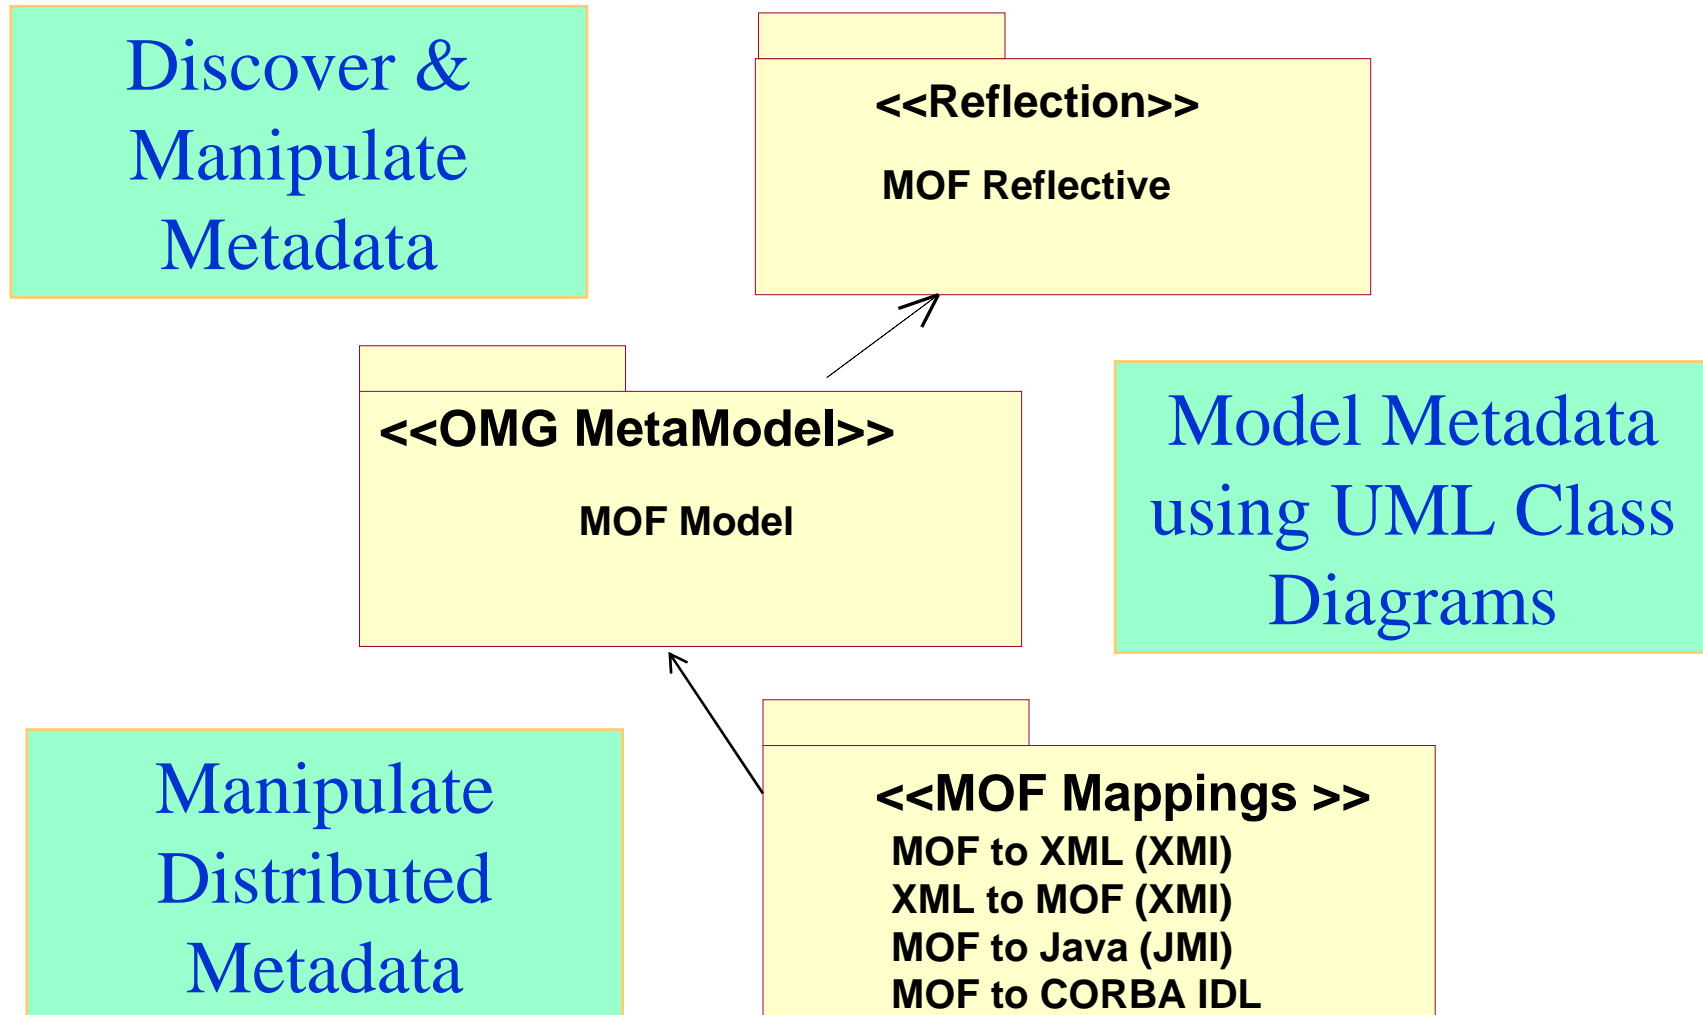 Discover &
Manipulate
Metadata
<<Reflection>>
MOF Reflective
<<OMG MetaModel>>
MOF Model
Model Metadata
using UML Class
Diagrams
Manipulate
Distributed
Metadata
<<MOF Mappings >>
MOF to XML (XMI)
XML to MOF (XMI)
MOF to Java (JMI)
MOF to CORBA IDL